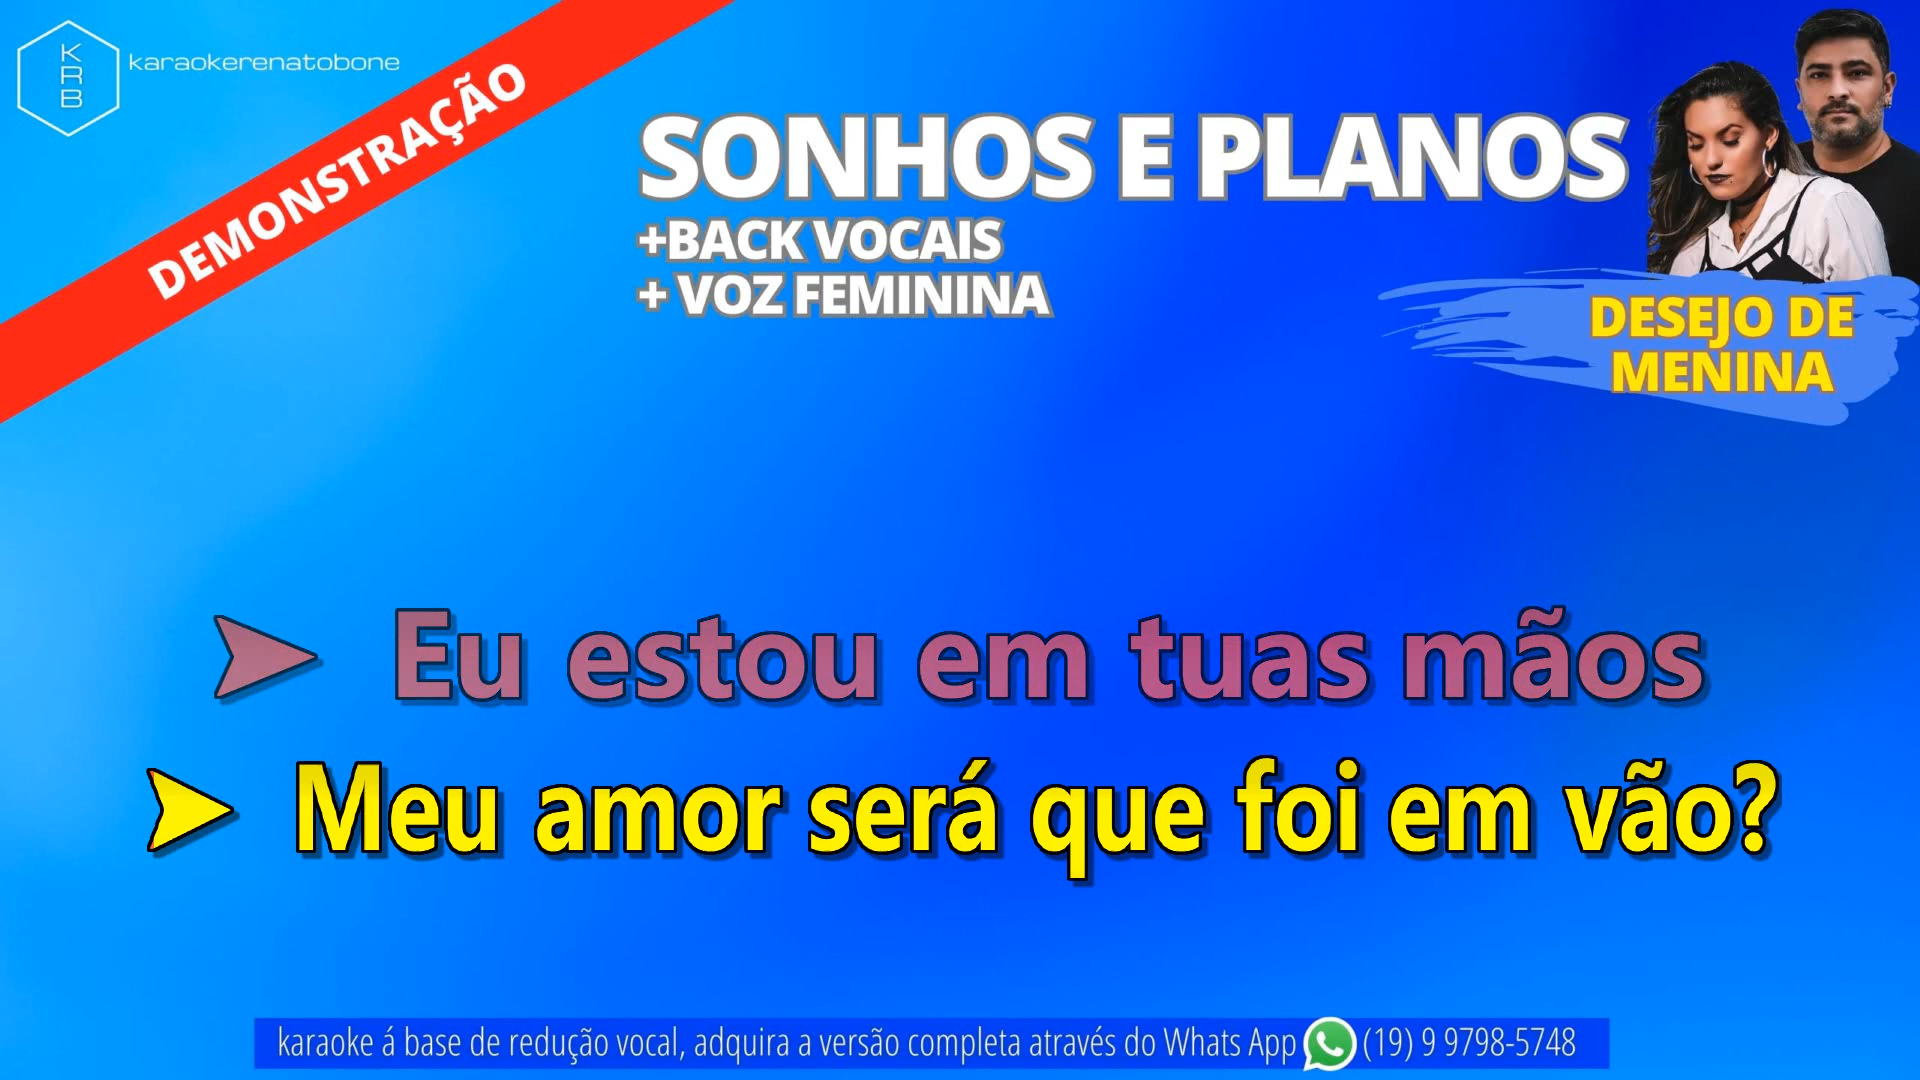 KRB
karaokerenatobone
DEMONSTRAÇÃO
SONHOS E PLANOS
+BACK VOCAIS
+ VOZ FEMININA
DESEJO DE
MENINA
➤ Eu estou em tuas mãos
➤ Meu amor será que foi em vão?
karaoke á base de redução vocal, adquira a versão completa através do Whats App (19) 9 9798-5748